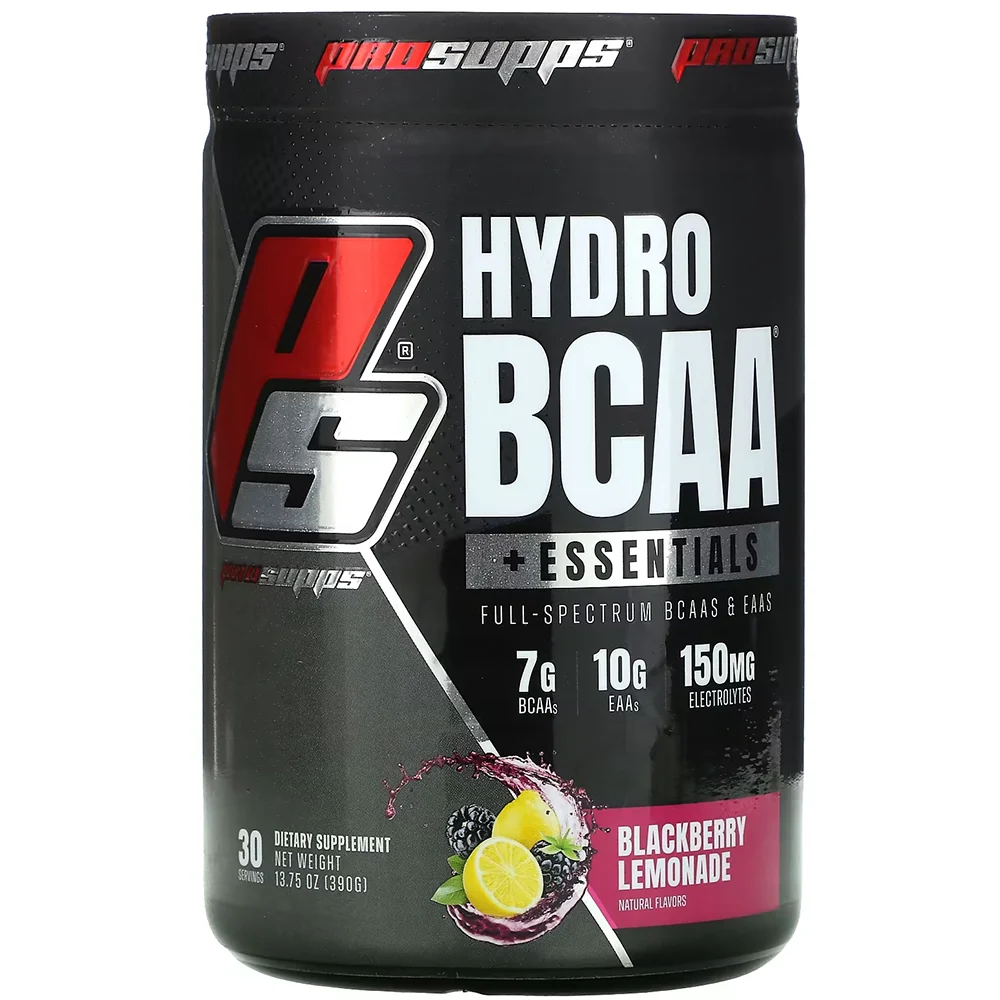 PROSUPPS®
HYDRO
BCAA®
+ ESSENTIALS
FULL-SPECTRUM BCAAS & EAAS
7G
BCAAs
10G
EAAs
150MG
ELECTROLYTES
PS®
PROSUPPS®
30
SERVINGS
DIETARY SUPPLEMENT
NET WEIGHT
13.75 OZ (390G)
BLACKBERRY
LEMONADE
NATURAL FLAVORS